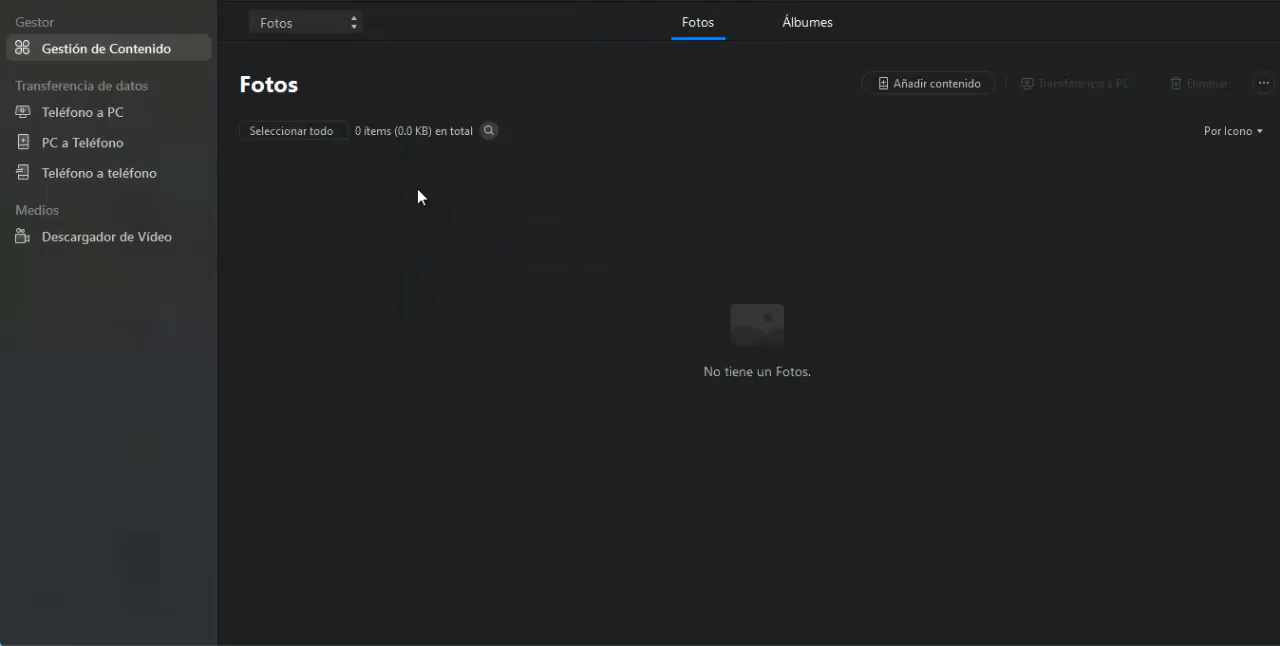 Gestor
Gestión de Contenido
Transferencia de datos
Teléfono a PC
PC a Teléfono
Teléfono a teléfono
Medios
Descargador de Vídeo
Fotos
Fotos
Álbumes
Fotos
Añadir contenido
Transferencia a PC
Eliminar
Seleccionar todo
0 ítems (0.0 KB) en total
Por Icono
No tiene un Fotos.